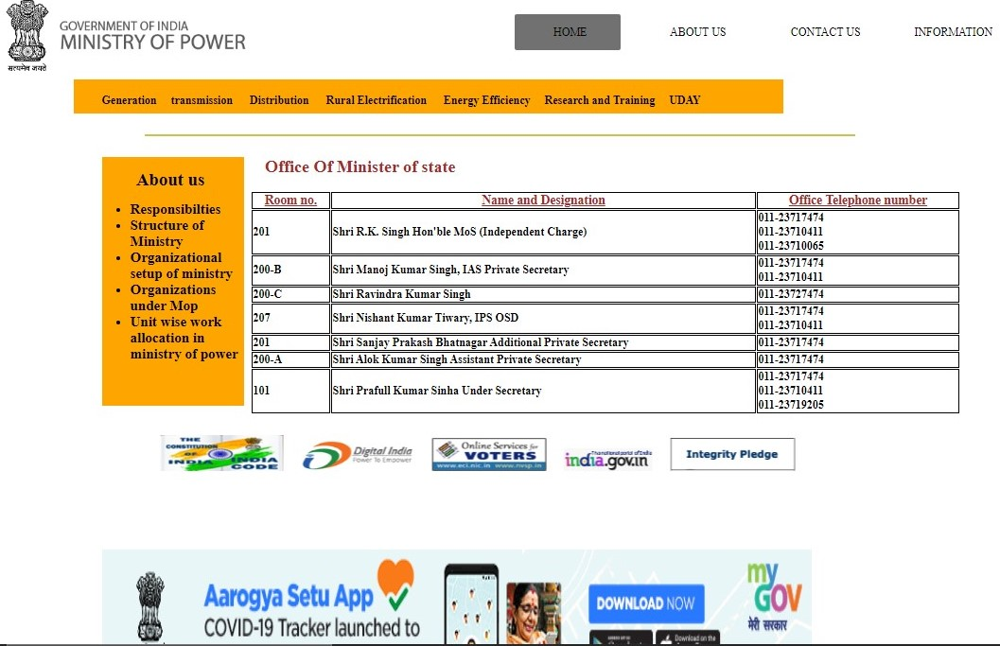 GOVERNMENT OF INDIA
MINISTRY OF POWER
सत्यमेव जयते
HOME ABOUT US CONTACT US INFORMATION
Generation transmission Distribution Rural Electrification Energy Efficiency Research and Training UDAY
About us
• Responsibilties
• Structure of
Ministry
• Organizational
setup of ministry
• Organizations
under Mop
• Unit wise work
allocation in
ministry of power
Office Of Minister of state
Room no. Name and Designation Office Telephone number
201 Shri R.K. Singh Hon'ble MoS (Independent Charge) 011-23717474
011-23710411
011-23710065
200-B Shri Manoj Kumar Singh, IAS Private Secretary 011-23717474
011-23710411
200-C Shri Ravindra Kumar Singh 011-23727474
207 Shri Nishant Kumar Tiwary, IPS OSD 011-23717474
011-23710411
201 Shri Sanjay Prakash Bhatnagar Additional Private Secretary 011-23717474
200-A Shri Alok Kumar Singh Assistant Private Secretary 011-23717474
101 Shri Prafull Kumar Sinha Under Secretary 011-23717474
011-23710411
011-23719205
THE
CONSTITUTION
OF
INDIA INDIA
CODE
Digital India
Power To Empower
Online Services for
VOTERS
www.eci.nic.in www.nvsp.in
The national portal of India
india.gov.in
Integrity Pledge
Aarogya Setu App
COVID-19 Tracker launched to
DOWNLOAD NOW
Download on the
my
GOV
मेरी सरकार